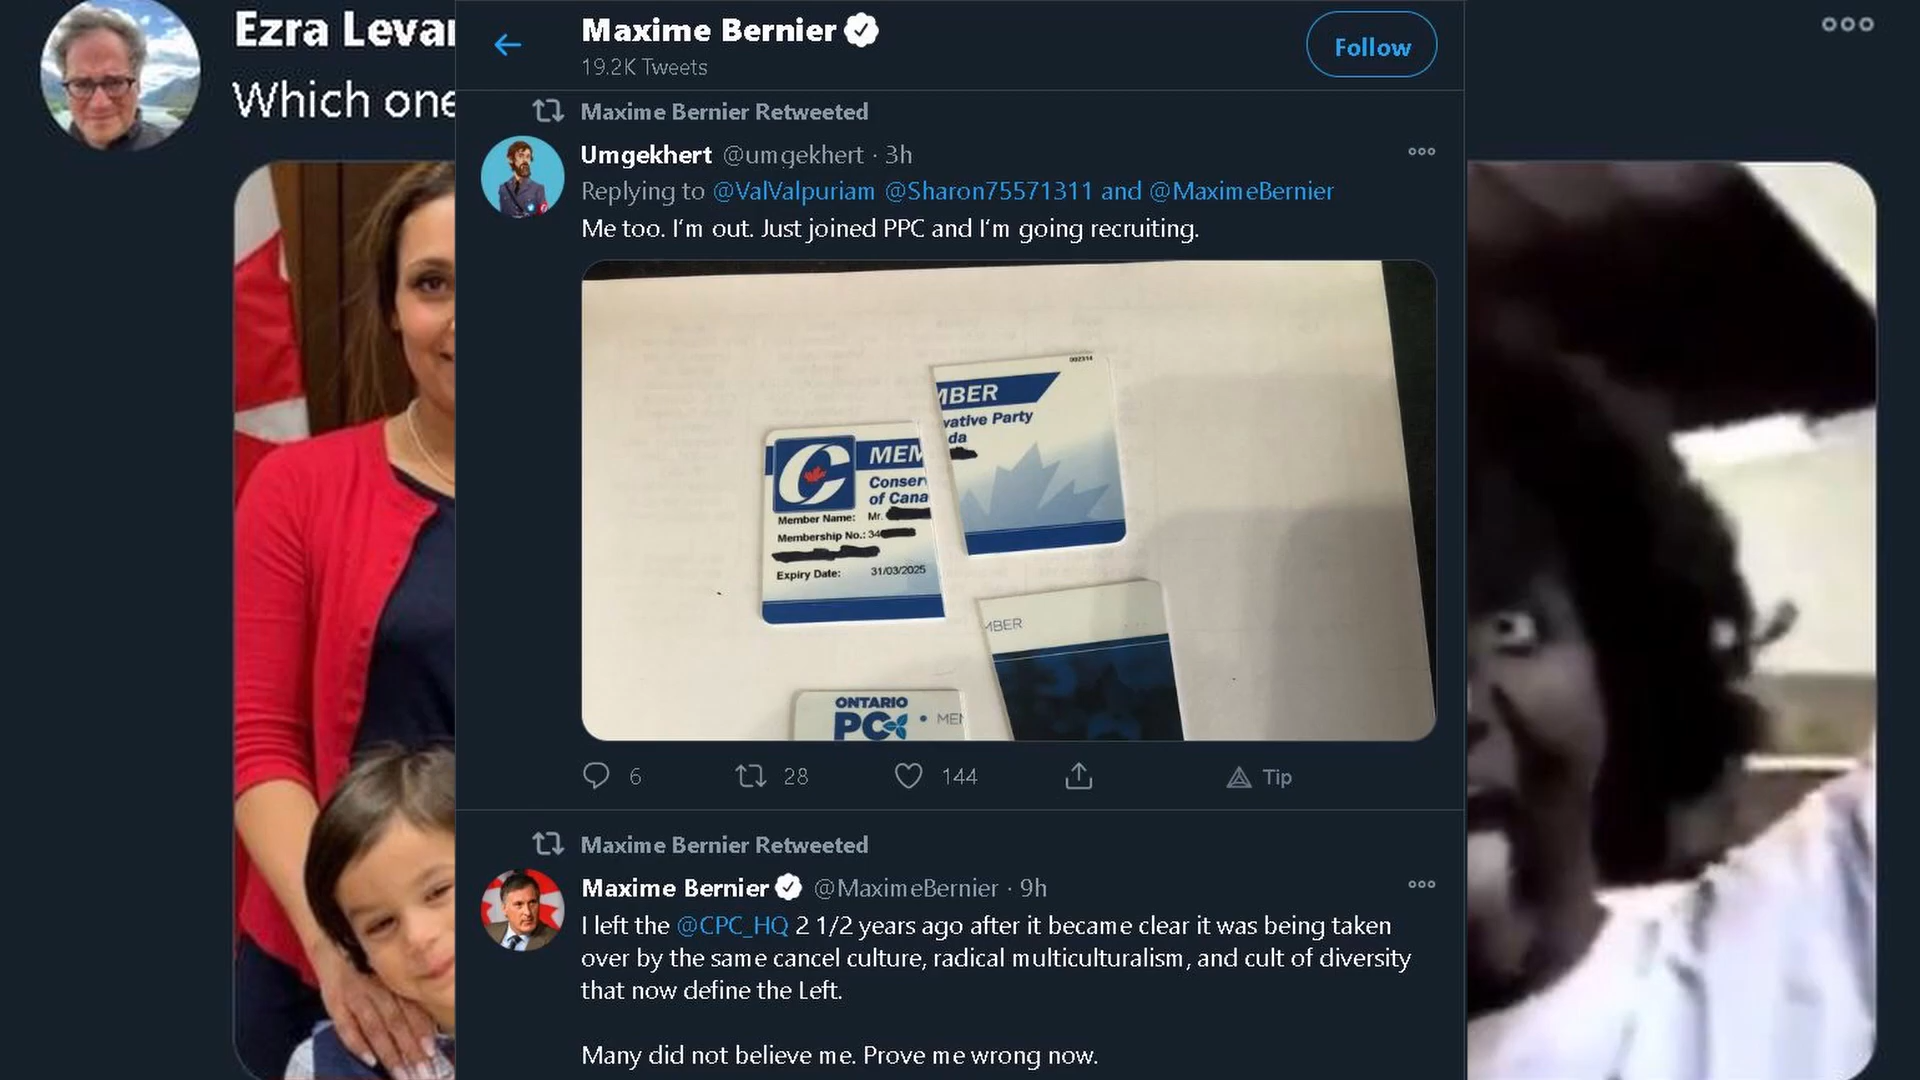 Ezra Leva
Which one
Maxime Bernier
19.2K Tweets
Follow
Maxime Bernier Retweeted
Umgekhert @umgekhert · 3h
Replying to @ValValpuriam @Sharon75571311 and @MaximeBernier
Me too. I'm out. Just joined PPC and I'm going recruiting.
002314
MBER
vative Party
da
MEM
Conser
of Cana
Member Name: Mr.
Membership No.: 34
Expiry Date: 31/03/2025
MBER
ONTARIO
PC • MEM
6 28 144 Tip
Maxime Bernier Retweeted
Maxime Bernier @MaximeBernier · 9h
I left the @CPC_HQ 2 1/2 years ago after it became clear it was being taken
over by the same cancel culture, radical multiculturalism, and cult of diversity
that now define the Left.
Many did not believe me. Prove me wrong now.